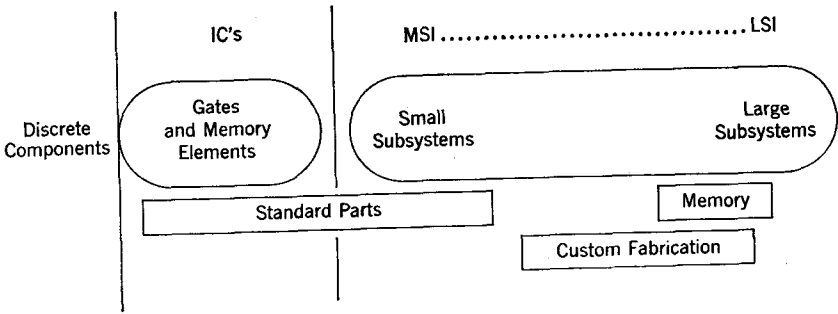 IC's
MSI ........................................ LSI
Discrete
Components
Gates
and Memory
Elements
Small
Subsystems
Large
Subsystems
Standard Parts
Memory
Custom Fabrication